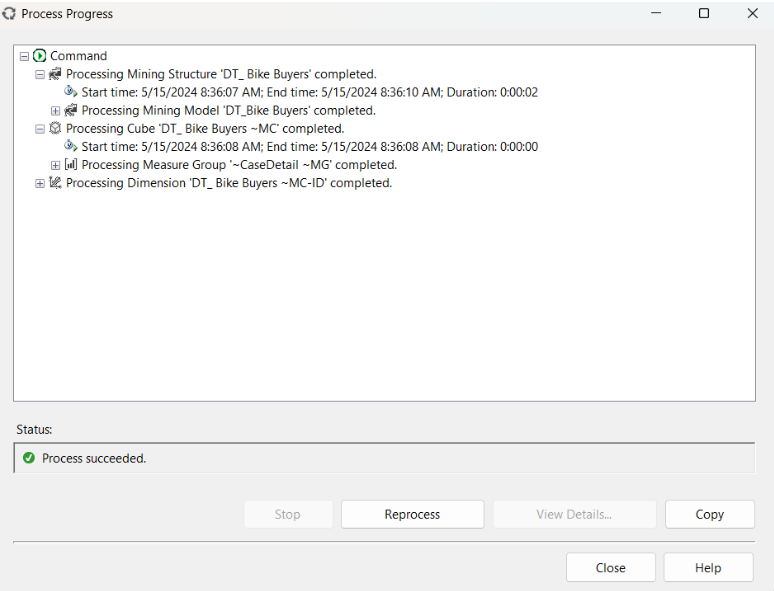 Process Progress
Command
Processing Mining Structure 'DT_ Bike Buyers' completed.
Start time: 5/15/2024 8:36:07 AM; End time: 5/15/2024 8:36:10 AM; Duration: 0:00:02
Processing Mining Model 'DT_Bike Buyers' completed.
Processing Cube 'DT_ Bike Buyers ~MC' completed.
Start time: 5/15/2024 8:36:08 AM; End time: 5/15/2024 8:36:08 AM; Duration: 0:00:00
Processing Measure Group '~CaseDetail ~MG' completed.
Processing Dimension 'DT_ Bike Buyers ~MC-ID' completed.
Status:
Process succeeded.
Stop Reprocess View Details... Copy
Close Help